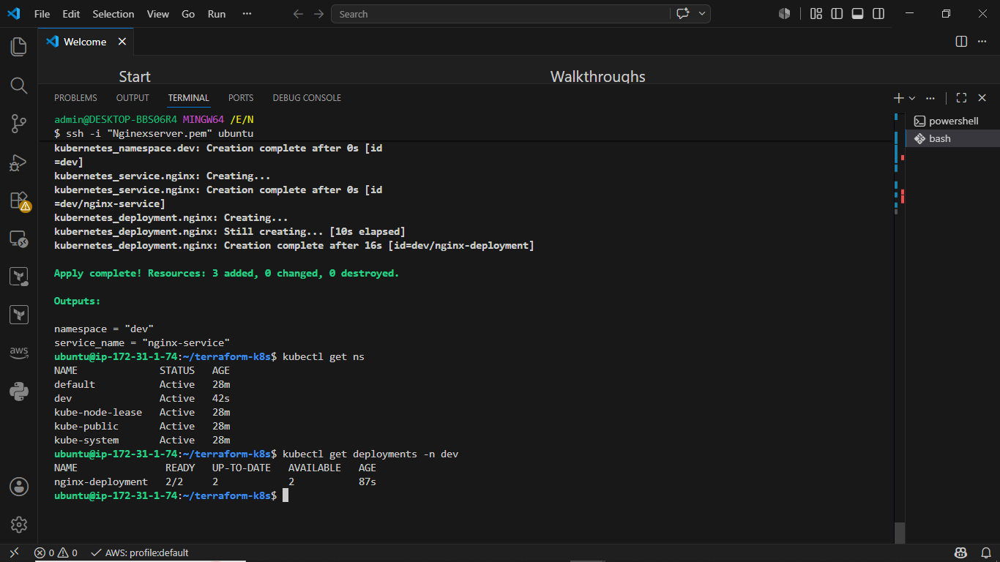 File Edit Selection View Go Run ···
Search
Welcome
Start
Walkthroughs
PROBLEMS OUTPUT TERMINAL PORTS DEBUG CONSOLE
admin@DESKTOP-BBS06R4 MINGW64 /E/N
$ ssh -i "Nginexserver.pem" ubuntu
kubernetes_namespace.dev: Creation complete after 0s [id
=dev]
kubernetes_service.nginx: Creating...
kubernetes_service.nginx: Creation complete after 0s [id
=dev/nginx-service]
kubernetes_deployment.nginx: Creating...
kubernetes_deployment.nginx: Still creating... [10s elapsed]
kubernetes_deployment.nginx: Creation complete after 16s [id=dev/nginx-deployment]
Apply complete! Resources: 3 added, 0 changed, 0 destroyed.
Outputs:
namespace = "dev"
service_name = "nginx-service"
ubuntu@ip-172-31-1-74:~/terraform-k8s$ kubectl get ns
NAME STATUS AGE
default Active 28m
dev Active 42s
kube-node-lease Active 28m
kube-public Active 28m
kube-system Active 28m
ubuntu@ip-172-31-1-74:~/terraform-k8s$ kubectl get deployments -n dev
NAME READY UP-TO-DATE AVAILABLE AGE
nginx-deployment 2/2 2 2 87s
ubuntu@ip-172-31-1-74:~/terraform-k8s$
powershell
bash
aws
0 0 AWS: profile:default